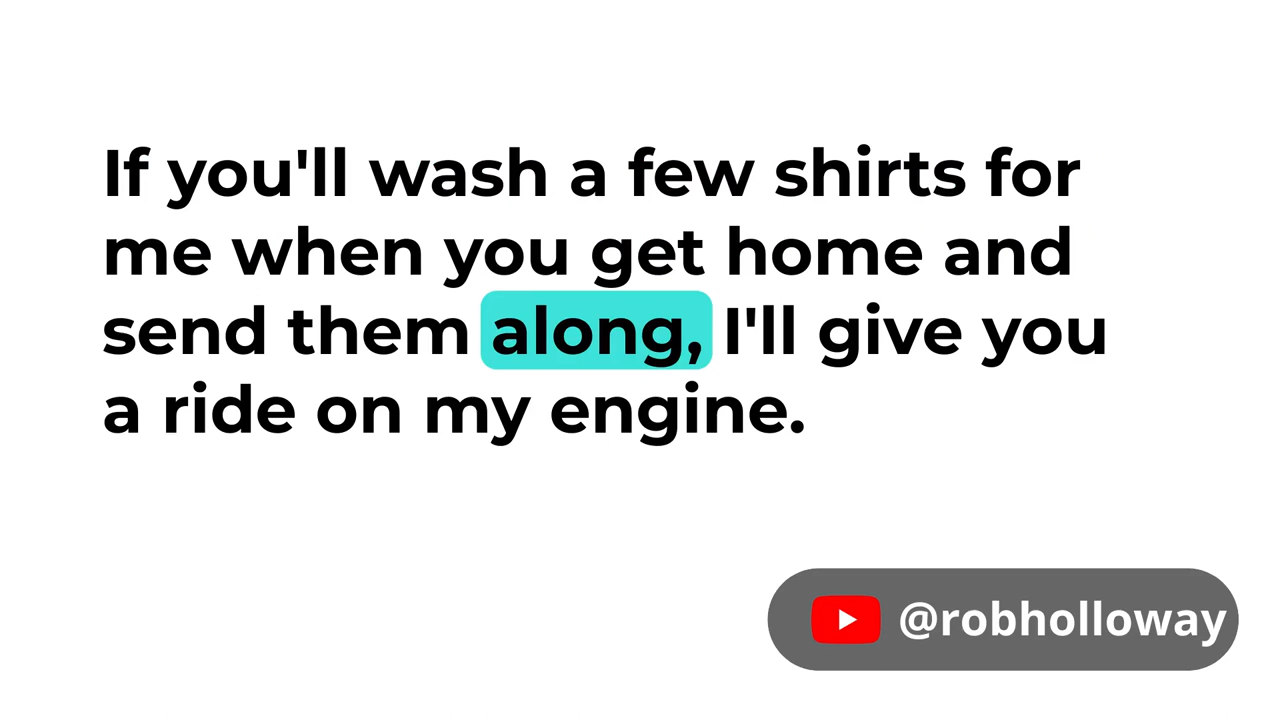 If you'll wash a few shirts for
me when you get home and
send them along, I'll give you
a ride on my engine.
@robholloway